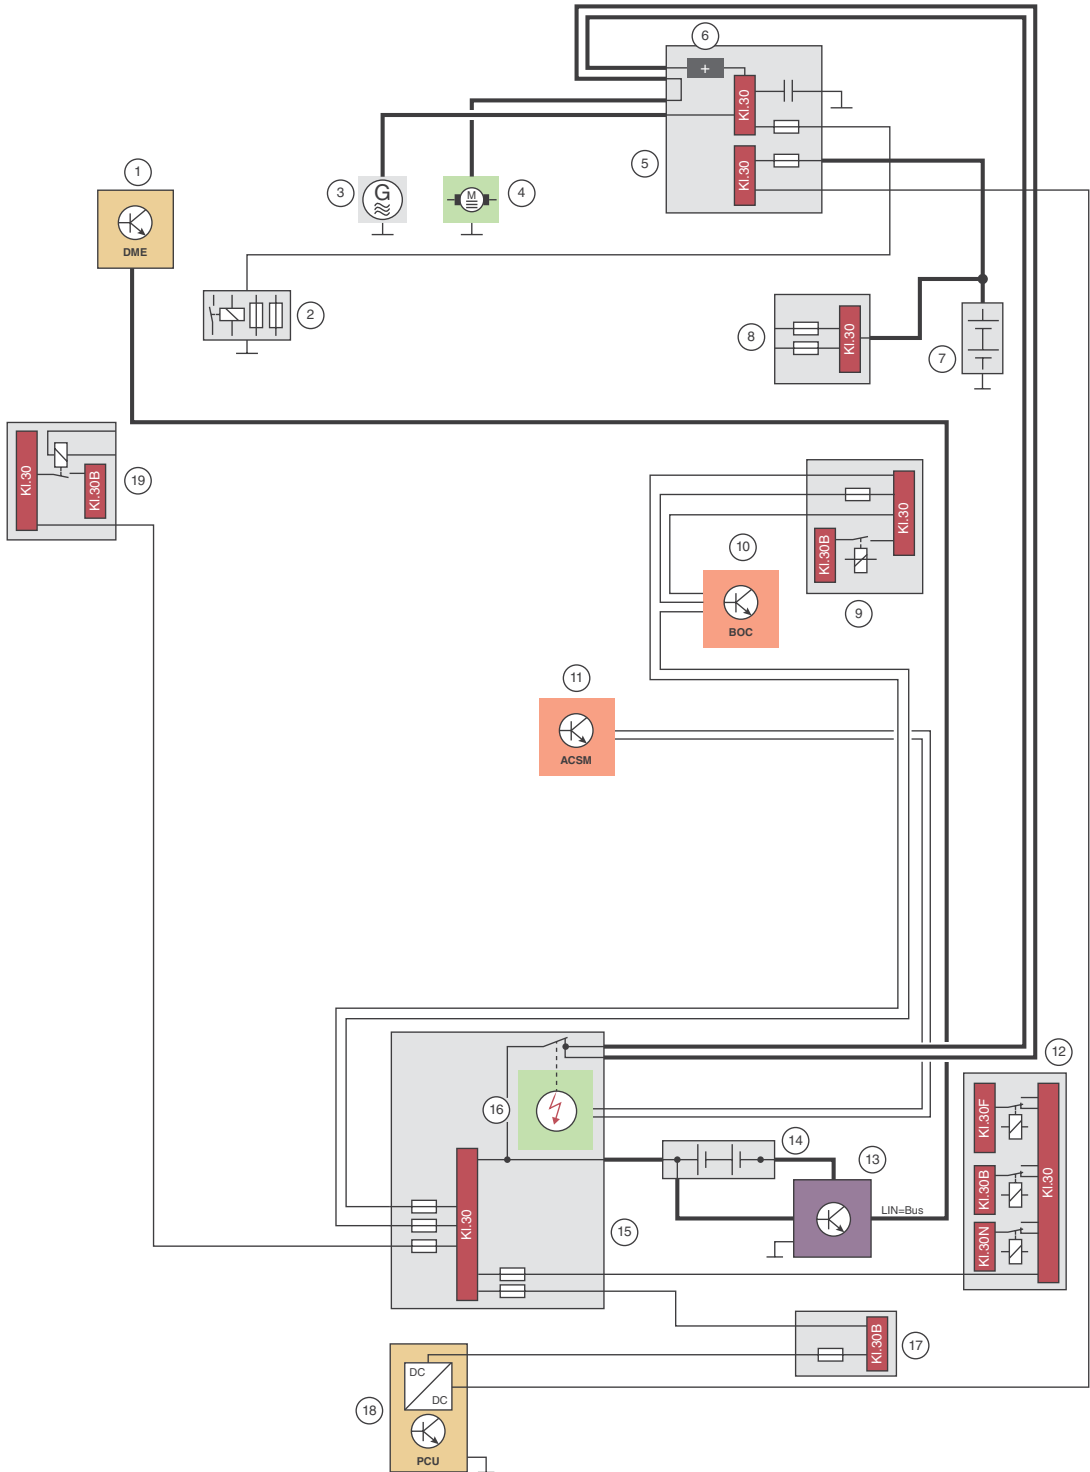 6
+
Kl.30
5
Kl.30
1
DME
3
G
4
M
2
8
Kl.30
7
Kl.30
Kl.30B
19
Kl.30
Kl.30B
9
10
BOC
11
ACSM
12
Kl.30F
Kl.30B
Kl.30N
Kl.30
16
14
13
LIN=Bus
Kl.30
15
17
Kl.30B
DC
DC
18
PCU